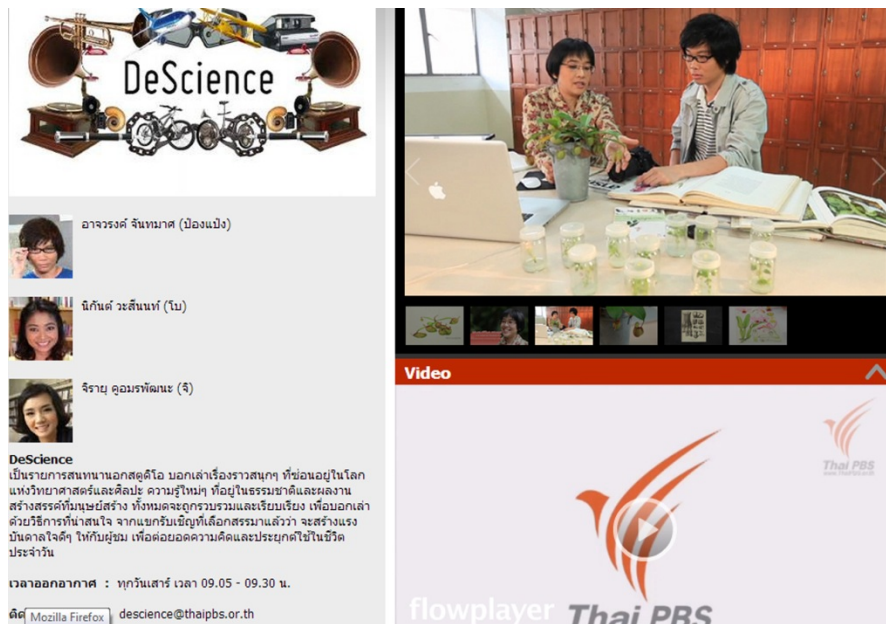 DeScience
อาจวรงค์ จันทมาศ (ป๋องแป๋ง)
นิกันต์ วะสีนนท์ (โบ)
จิรายุ คูอมรพัฒนะ (จิ)
DeScience
เป็นรายการสนทนานอกสตูดิโอ บอกเล่าเรื่องราวสนุกๆ ที่ซ่อนอยู่ในโลก
แห่งวิทยาศาสตร์และศิลปะ ความรู้ใหม่ๆ ที่อยู่ในธรรมชาติและผลงาน
สร้างสรรค์ที่มนุษย์สร้าง ทั้งหมดจะถูกรวบรวมและเรียบเรียง เพื่อบอกเล่า
ด้วยวิธีการที่น่าสนใจ จากแขกรับเชิญที่เลือกสรรมาแล้วว่า จะสร้างแรง
บันดาลใจดีๆ ให้กับผู้ชม เพื่อต่อยอดความคิดและประยุกต์ใช้ในชีวิต
ประจำวัน
เวลาออกอากาศ : ทุกวันเสาร์ เวลา 09.05 - 09.30 น.
descience@thaipbs.or.th
Mozilla Firefox
Video
Thai PBS
flowplayer
Thai PBS